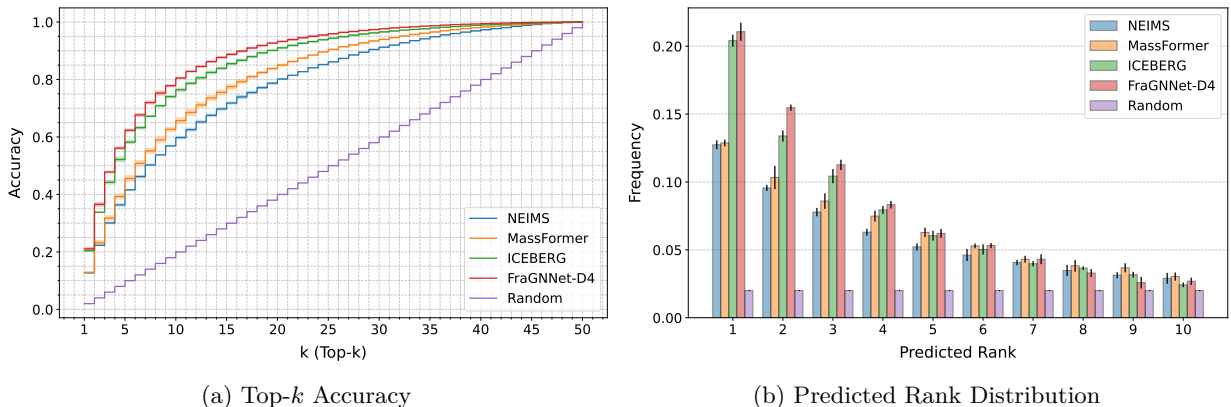 1.0
0.8
0.6
0.4
0.2
0.0
Accuracy
1 5 10 15 20 25 30 35 40 45 50
k (Top-k)
NEIMS
MassFormer
ICEBERG
FraGNNet-D4
Random
(a) Top-k Accuracy
0.20
0.15
0.10
0.05
0.00
Frequency
1 2 3 4 5 6 7 8 9 10
Predicted Rank
NEIMS
MassFormer
ICEBERG
FraGNNet-D4
Random
(b) Predicted Rank Distribution